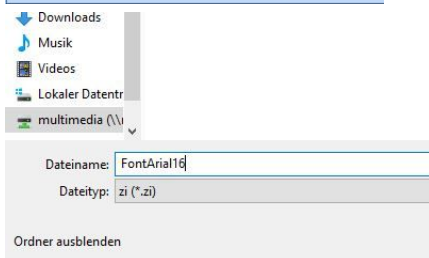 Downloads
Musik
Videos
Lokaler Datentr
multimedia (\\
Dateiname: FontArial16
Dateityp: zi (*.zi)
Ordner ausblenden